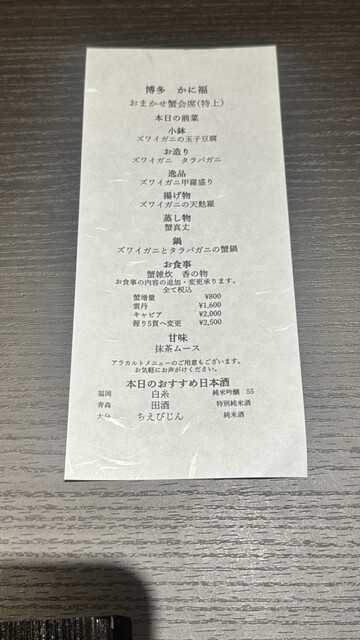 博多　かに福
おまかせ蟹会席(特上)
本日の前菜
小鉢
ズワイガニの玉子豆腐
お造り
ズワイガニ　タラバガニ
逸品
ズワイガニ甲羅盛り
揚げ物
ズワイガニの天麩羅
蒸し物
蟹真丈
鍋
ズワイガニとタラバガニの蟹鍋
お食事
蟹雑炊　香の物
お食事の内容の追加・変更承ります。
全て税込
蟹増量　¥800
雲丹　¥1,600
キャビア　¥2,000
握り5貫へ変更　¥2,500
甘味
抹茶ムース
アラカルトメニューのご用意もございます。
お気軽にお声がけください。
本日のおすすめ日本酒
福岡　白糸　純米吟醸　55
青森　田酒　特別純米酒
大分　ちえびじん　純米酒